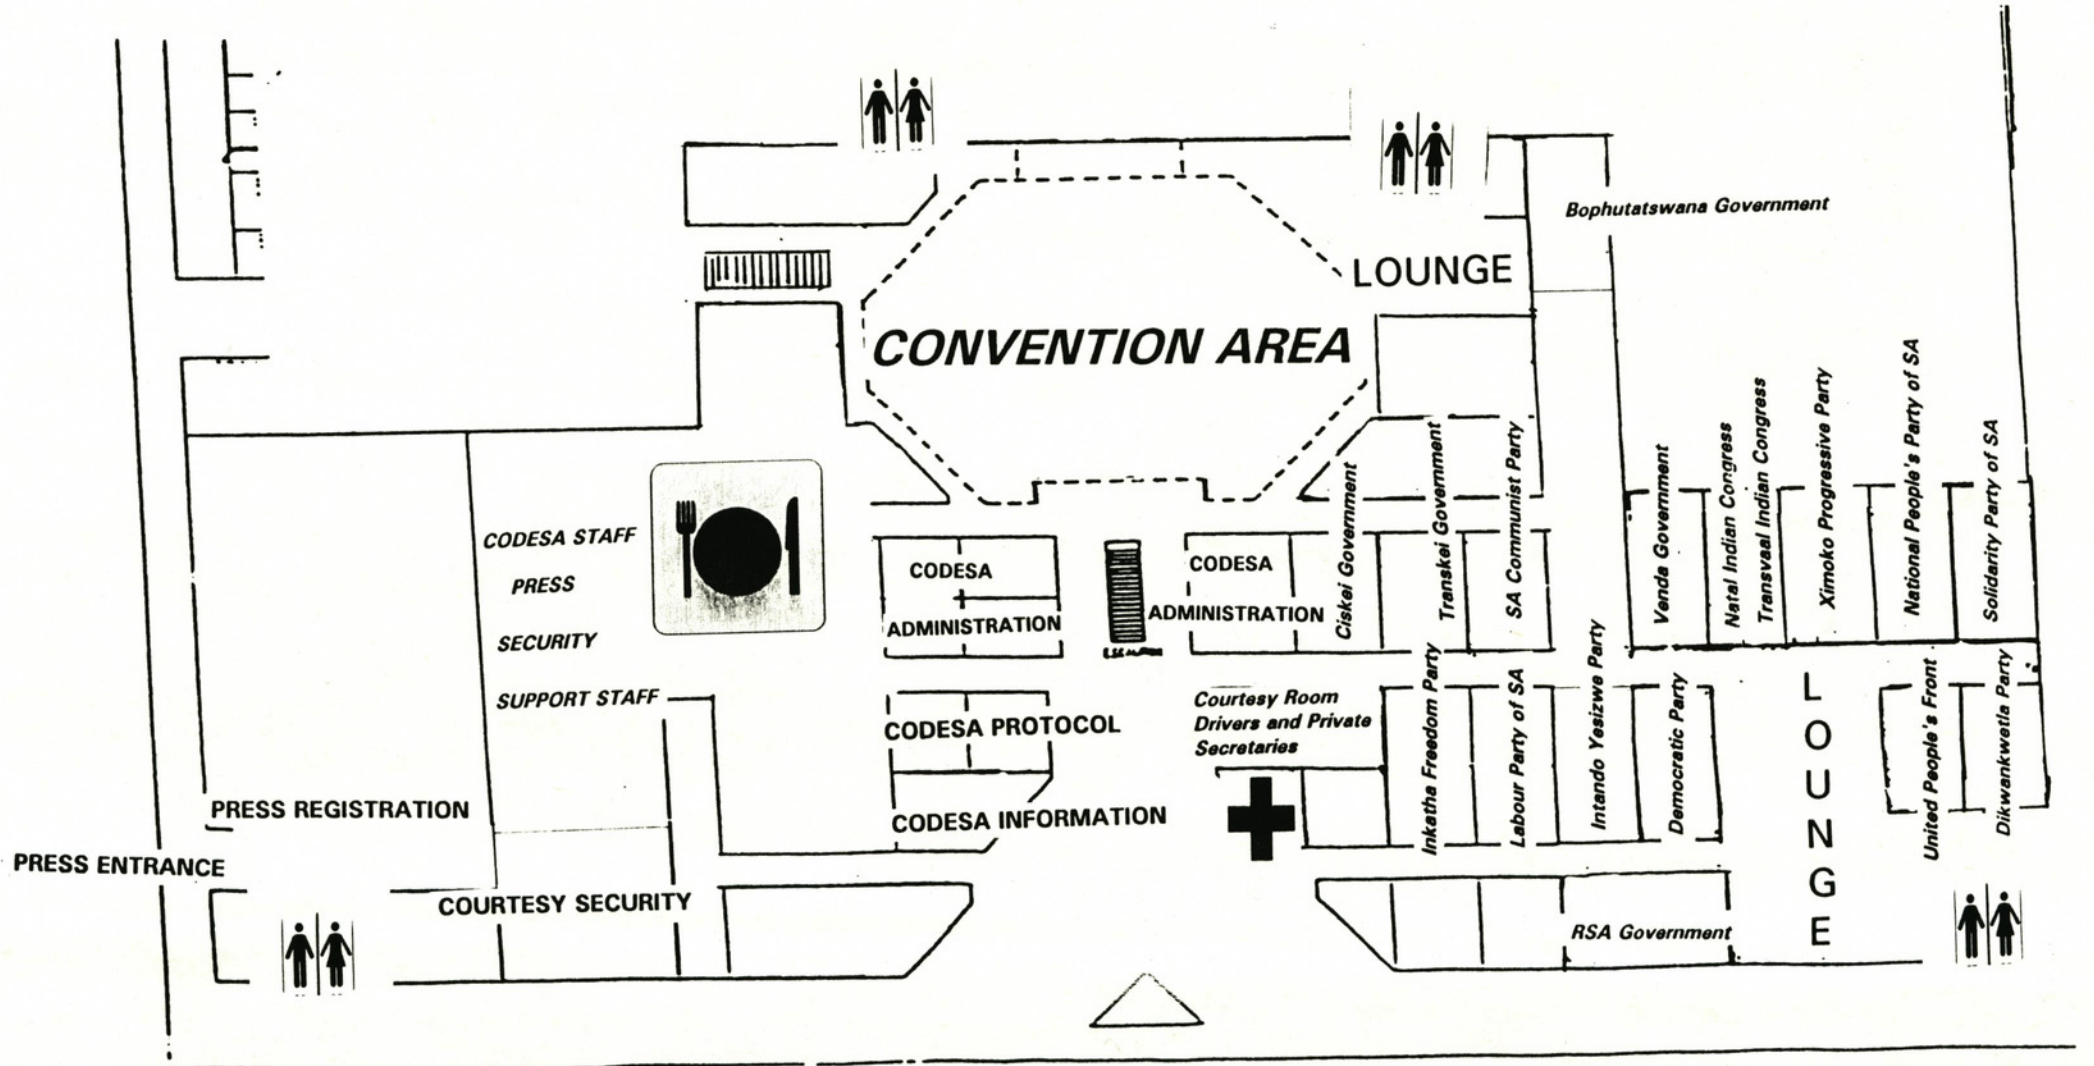 Bophutatswana Government
LOUNGE
CONVENTION AREA
CODESA STAFF
PRESS
SECURITY
SUPPORT STAFF
CODESA
ADMINISTRATION
CODESA
ADMINISTRATION
Ciskei Government
Transkei Government
SA Communist Party
Venda Government
Natal Indian Congress
Transvaal Indian Congress
Ximoko Progressive Party
National People's Party of SA
Solidarity Party of SA
CODESA PROTOCOL
CODESA INFORMATION
Courtesy Room
Drivers and Private
Secretaries
Inkatha Freedom Party
Labour Party of SA
Intando Yesizwe Party
Democratic Party
LOUNGE
United People's Front
Dikwankwetla Party
PRESS REGISTRATION
PRESS ENTRANCE
COURTESY SECURITY
RSA Government